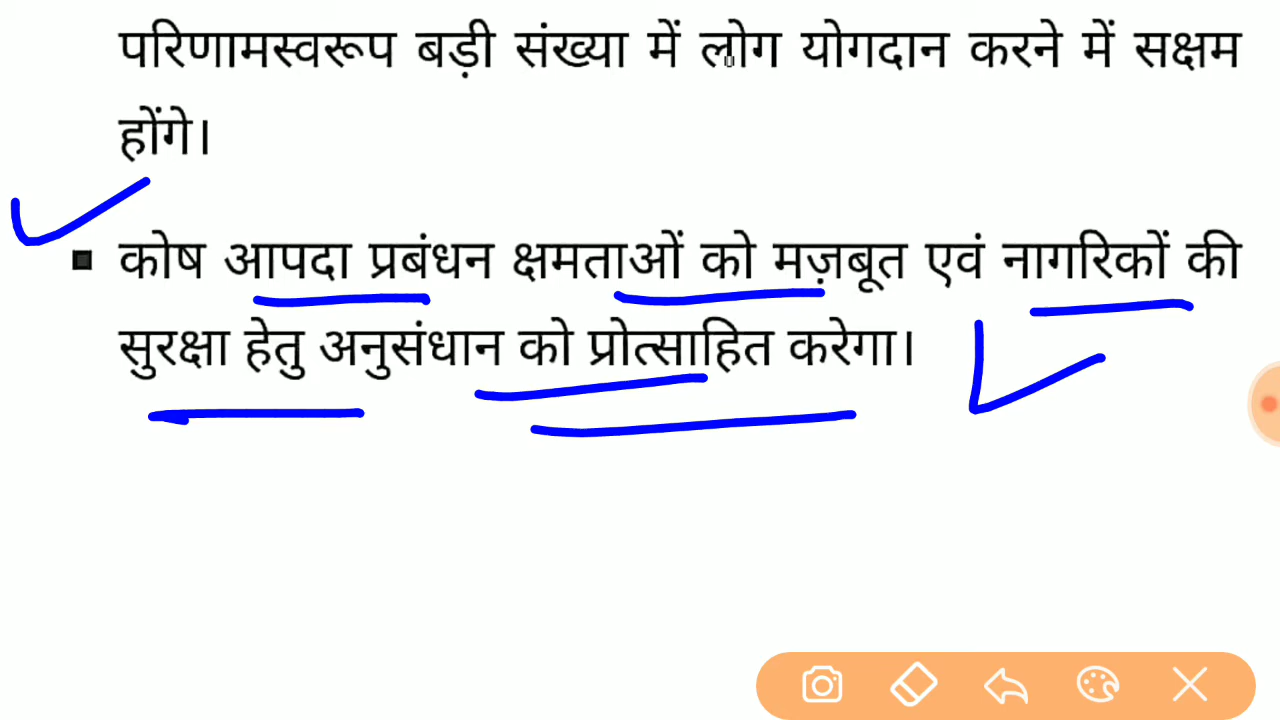 परिणामस्वरूप बड़ी संख्या में लोग योगदान करने में सक्षम
होंगे।
▪ कोष आपदा प्रबंधन क्षमताओं को मज़बूत एवं नागरिकों की
सुरक्षा हेतु अनुसंधान को प्रोत्साहित करेगा।